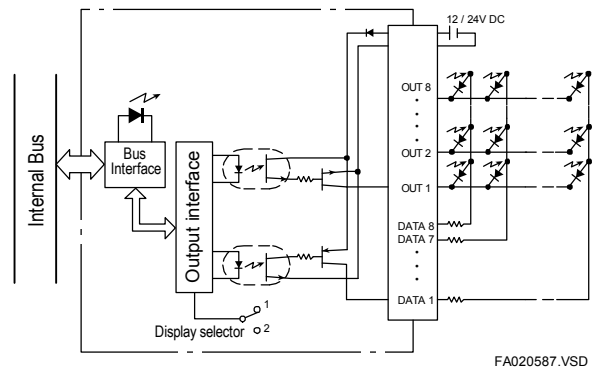 12 / 24V DC
OUT 8
OUT 2
OUT 1
DATA 8
DATA 7
DATA 1
Internal Bus
Bus
Interface
Output interface
Display selector
1
2
FA020587.VSD